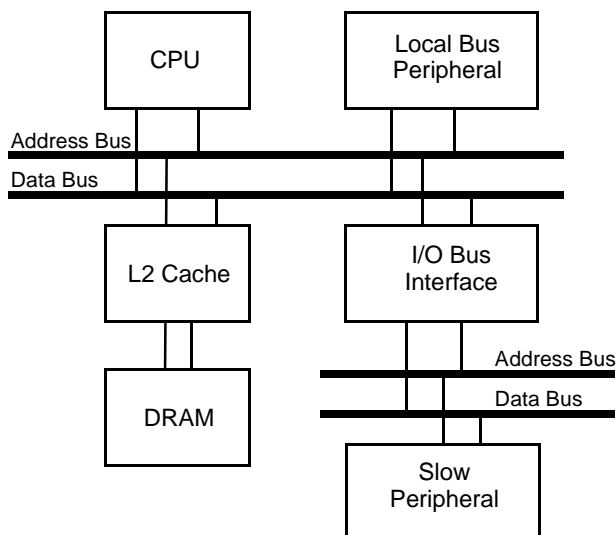 CPU
Local Bus
Peripheral
Address Bus
Data Bus
L2 Cache
I/O Bus
Interface
Address Bus
Data Bus
DRAM
Slow
Peripheral